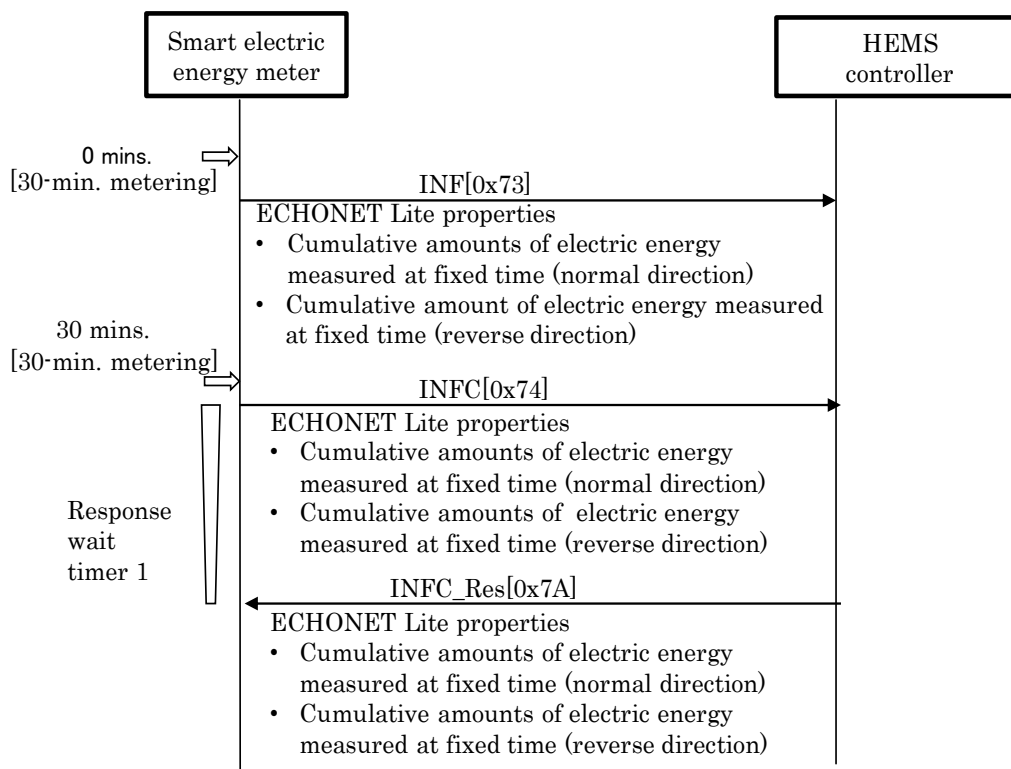 Smart electric
energy meter
HEMS
controller
0 mins.
[30-min. metering]
INF[0x73]
ECHONET Lite properties
• Cumulative amounts of electric energy
measured at fixed time (normal direction)
• Cumulative amount of electric energy measured
at fixed time (reverse direction)
30 mins.
[30-min. metering]
INFC[0x74]
ECHONET Lite properties
• Cumulative amounts of electric energy
measured at fixed time (normal direction)
• Cumulative amounts of electric energy
measured at fixed time (reverse direction)
Response
wait
timer 1
INFC_Res[0x7A]
ECHONET Lite properties
• Cumulative amounts of electric energy
measured at fixed time (normal direction)
• Cumulative amounts of electric energy
measured at fixed time (reverse direction)